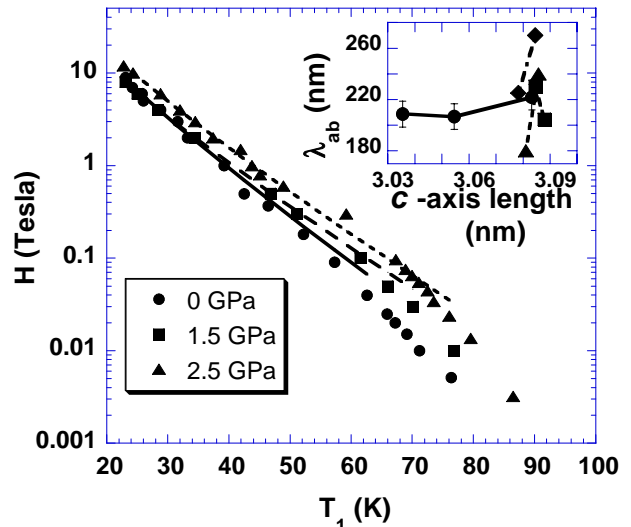 10
1
0.1
0.01
0.001
H (Tesla)
20 30 40 50 60 70 80 90 100
T_1 (K)
0 GPa
1.5 GPa
2.5 GPa
260
220
180
λ_ab (nm)
3.03 3.06 3.09
c -axis length
(nm)